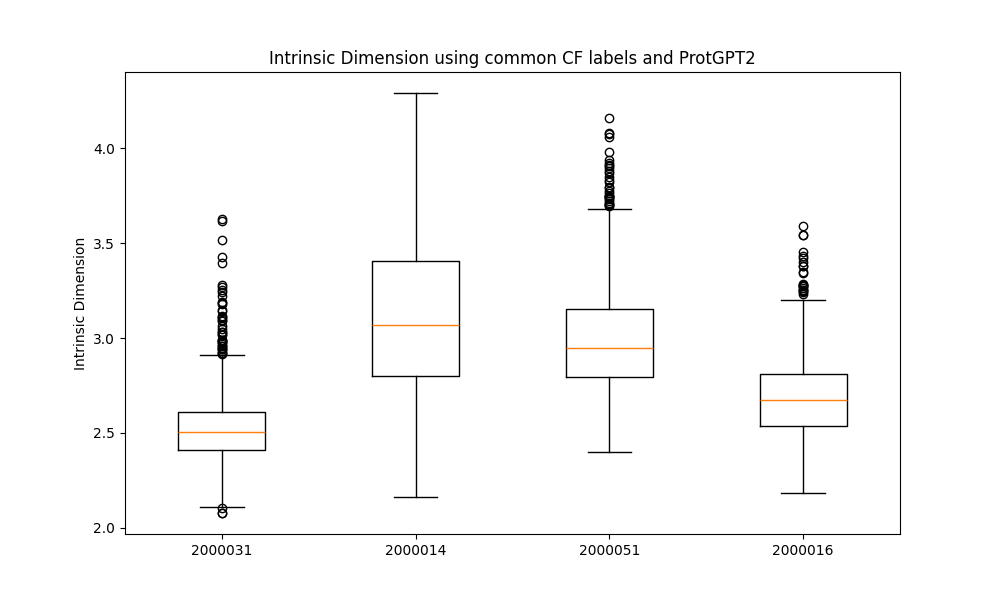 Intrinsic Dimension using common CF labels and ProtGPT2
4.0
3.5
3.0
2.5
2.0
Intrinsic Dimension
2000031 2000014 2000051 2000016